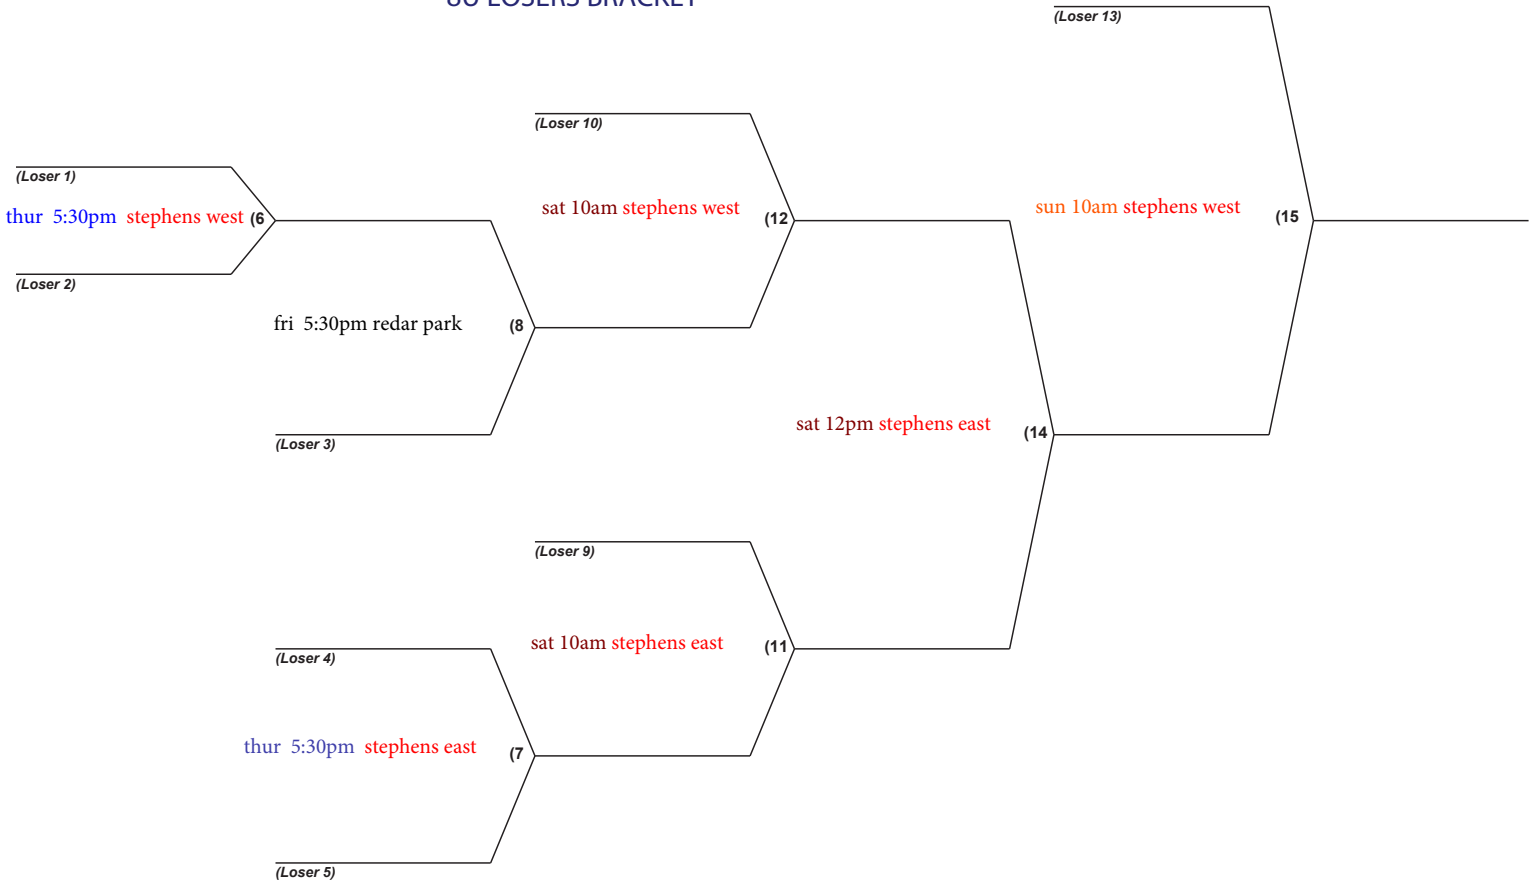 LOSERS BRACKET
(Loser 13)
(Loser 10)
(Loser 1)
thur 5:30pm stephens west (6
sat 10am stephens west (12
sun 10am stephens west (15
(Loser 2)
fri 5:30pm redar park (8
(Loser 3)
sat 12pm stephens east (14
(Loser 9)
sat 10am stephens east (11
(Loser 4)
thur 5:30pm stephens east (7
(Loser 5)